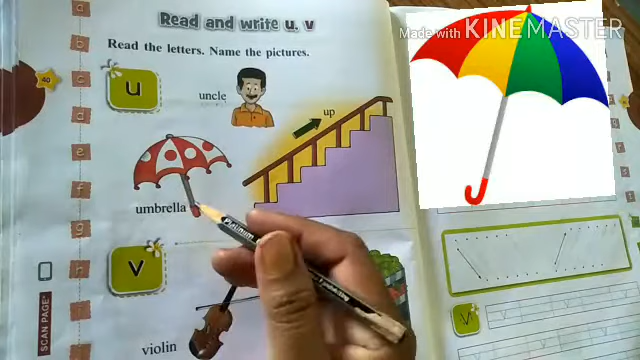 Read and write u, v
Read the letters. Name the pictures.
u
uncle
up
umbrella
v
violin
Made with KINEMASTER
a
b
c
d
e
f
g
h
40
SCAN PAGE
Platinum
V